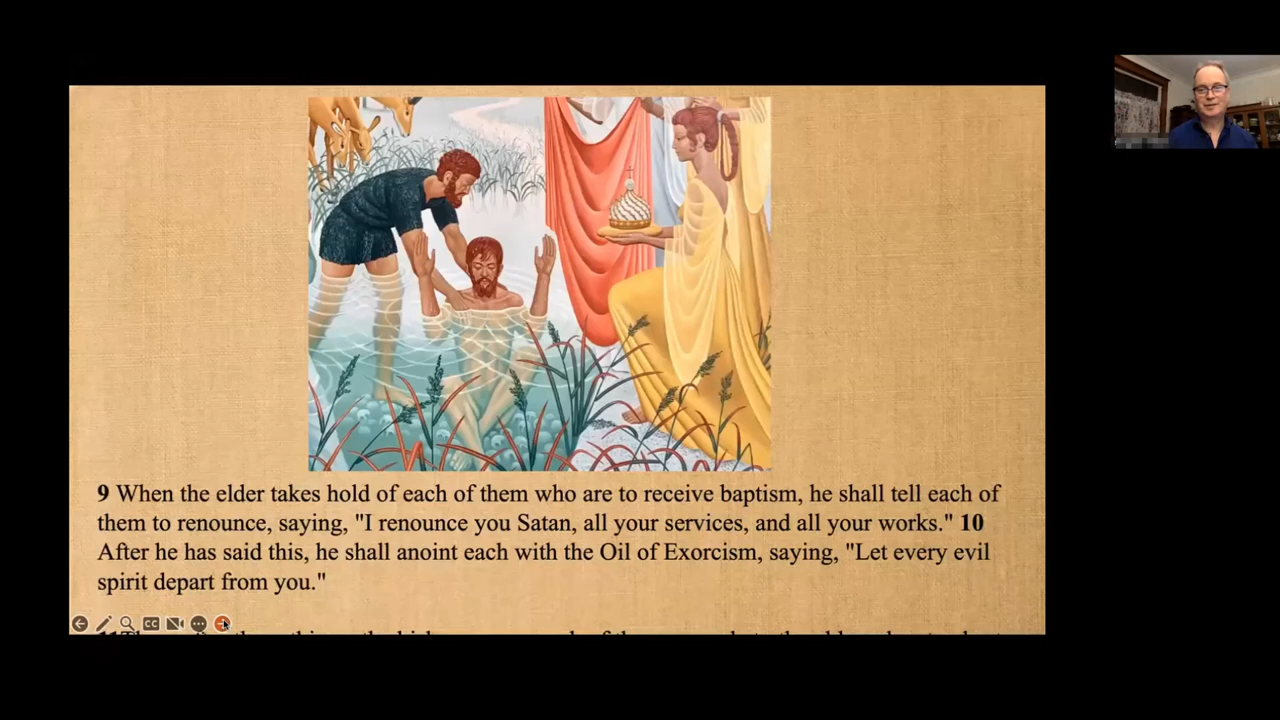 9 When the elder takes hold of each of them who are to receive baptism, he shall tell each of
them to renounce, saying, "I renounce you Satan, all your services, and all your works." 10
After he has said this, he shall anoint each with the Oil of Exorcism, saying, "Let every evil
spirit depart from you."
CC